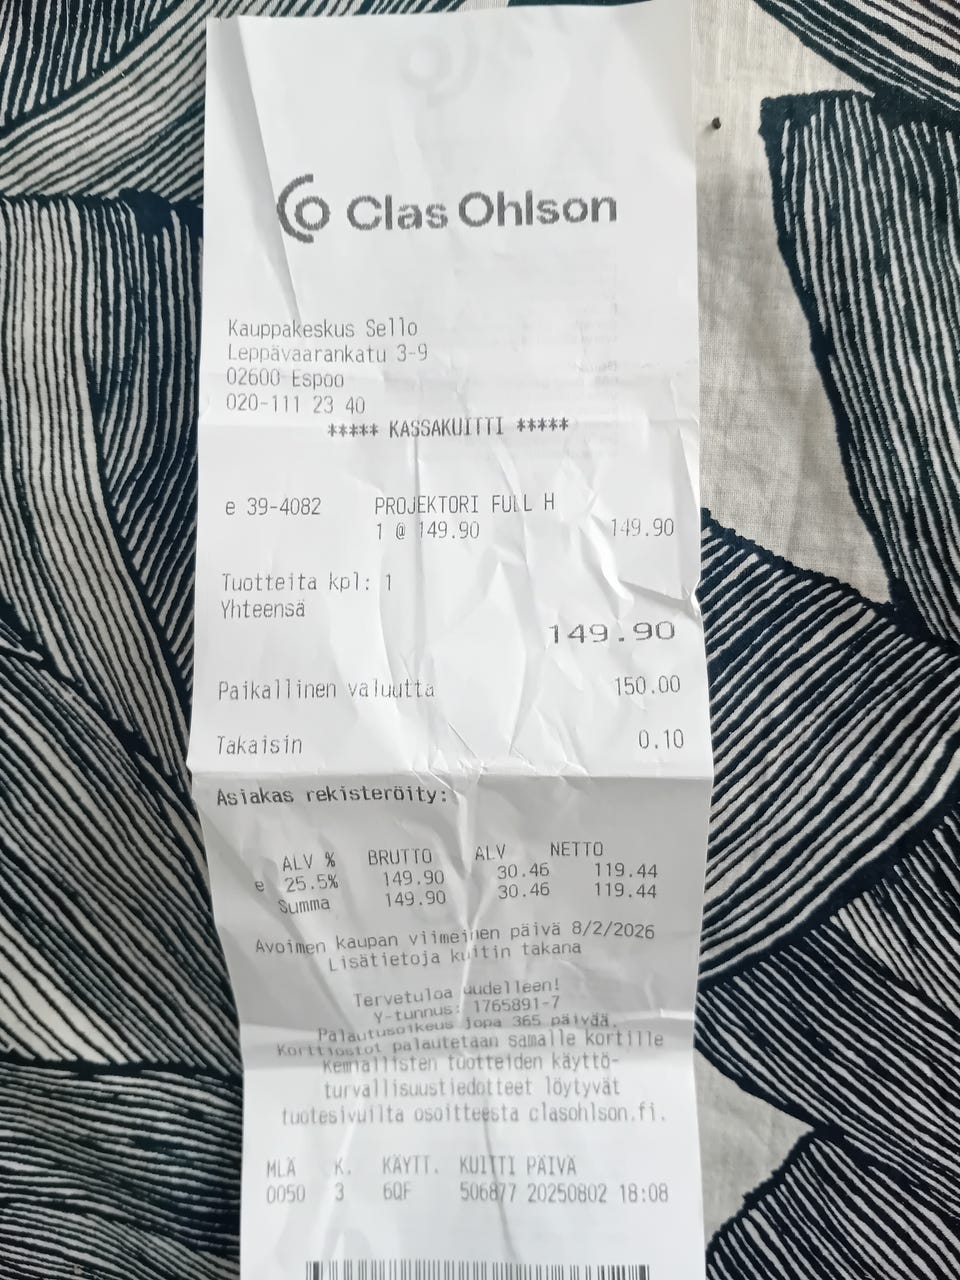 Clas Ohlson
Kauppakeskus Sello
Leppävaarankatu 3-9
02600 Espoo
020-111 23 40
***** KASSAKUITTI *****
e 39-4082 PROJEKTORI FULL H
1 @ 149.90 149.90
Tuotteita kpl: 1
Yhteensä
149.90
Paikallinen valuutta 150.00
Takaisin 0.10
Asiakas rekisteröity:
ALV % BRUTTO ALV NETTO
e 25.5% 149.90 30.46 119.44
Summa 149.90 30.46 119.44
Avoimen kaupan viimeinen päivä 8/2/2026
Lisätietoja kuitin takana
Tervetuloa uudelleen!
Y-tunnus: 1765891-7
Palautusoikeus jopa 365 päivää.
Korttiostot palautetaan samalle kortille
Kemiallisten tuotteiden käyttö-
turvallisuustiedotteet löytyvät
tuotesivuilta osoitteesta clasohlson.fi.
MLÄ K. KÄYTT. KUITTI PÄIVÄ
0050 3 6QF 506877 20250802 18:08